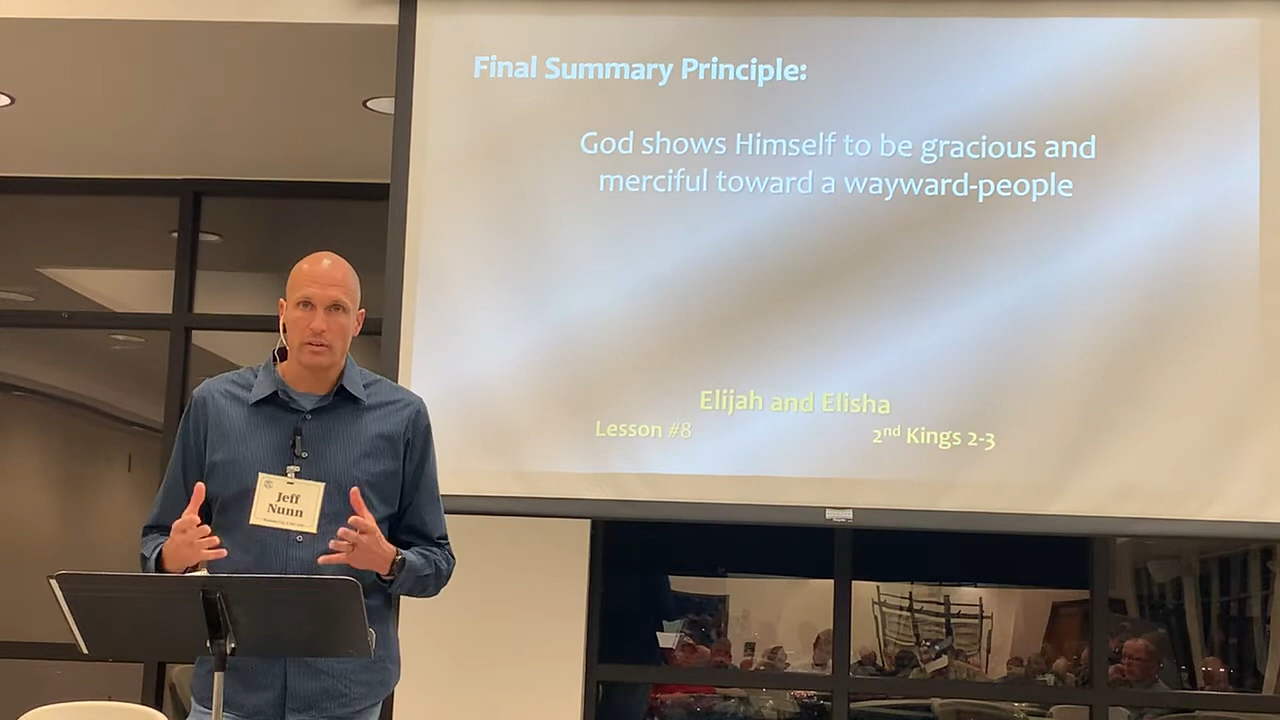 Final Summary Principle:
God shows Himself to be gracious and
merciful toward a wayward-people
Elijah and Elisha
Lesson #8
2nd Kings 2-3
Jeff
Nunn